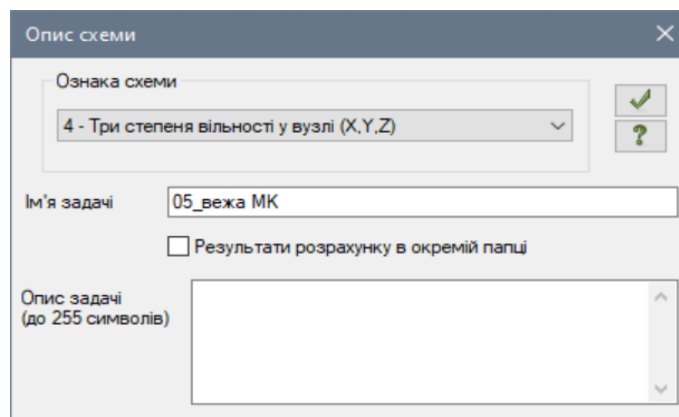 Опис схеми
Ознака схеми
4 - Три степеня вільності у вузлі (X,Y,Z)
Ім'я задачі
05_вежа МК
Результати розрахунку в окремій папці
Опис задачі
(до 255 символів)